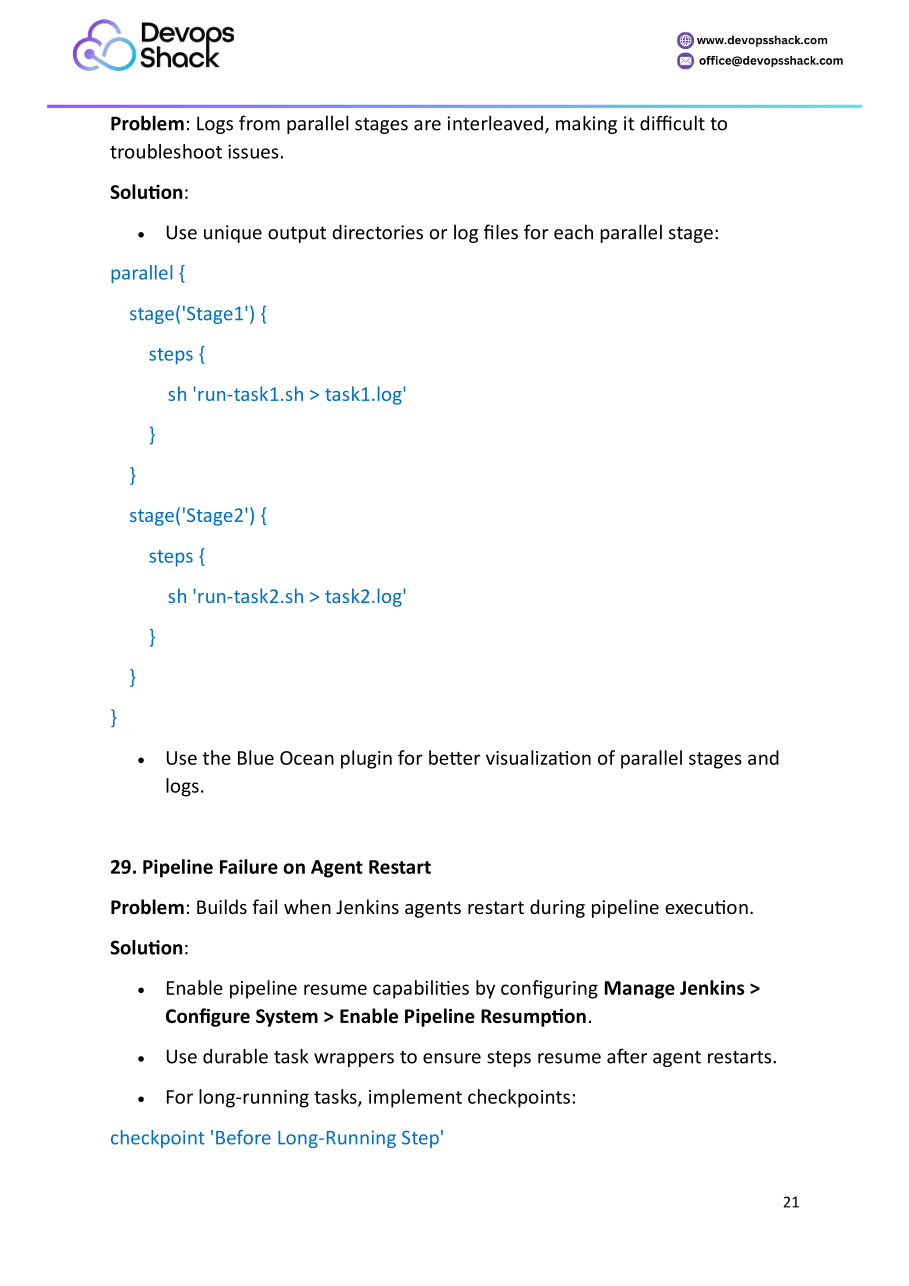 Devops
Shack
www.devopsshack.com
office@devopsshack.com
Problem: Logs from parallel stages are interleaved, making it difficult to
troubleshoot issues.
Solution:
• Use unique output directories or log files for each parallel stage:
parallel {
stage('Stage1') {
steps {
sh 'run-task1.sh > task1.log'
}
}
stage('Stage2') {
steps {
sh 'run-task2.sh > task2.log'
}
}
}
• Use the Blue Ocean plugin for better visualization of parallel stages and
logs.
29. Pipeline Failure on Agent Restart
Problem: Builds fail when Jenkins agents restart during pipeline execution.
Solution:
• Enable pipeline resume capabilities by configuring Manage Jenkins >
Configure System > Enable Pipeline Resumption.
• Use durable task wrappers to ensure steps resume after agent restarts.
• For long-running tasks, implement checkpoints:
checkpoint 'Before Long-Running Step'
21